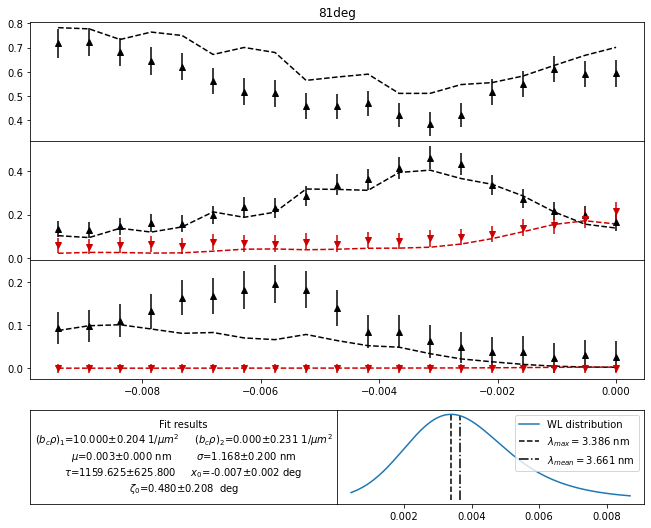 81deg
0.8
0.7
0.6
0.5
0.4
0.4
0.2
0.0
0.2
0.1
0.0
−0.008 −0.006 −0.004 −0.002 0.000
Fit results
(b_cρ)_1=10.000±0.204 1/μm^2 (b_cρ)_2=0.000±0.231 1/μm^2
μ=0.003±0.000 nm σ=1.168±0.200 nm
τ=1159.625±625.800 x_0=-0.007±0.002 deg
ζ_0=0.480±0.208 deg
WL distribution
λ_max = 3.386 nm
λ_mean = 3.661 nm
0.002 0.004 0.006 0.008